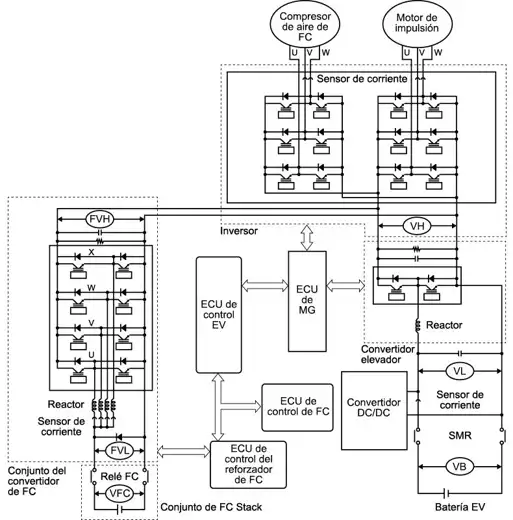 Compresor
de aire de
FC
Motor de
impulsión
U V W
U V W
Sensor de corriente
FVH
VH
Inversor
X
W
V
U
ECU de
control
EV
ECU
de
MG
Reactor
Convertidor
elevador
VL
Reactor
Sensor de
corriente
ECU
de control de FC
Convertidor
DC/DC
Sensor de
corriente
SMR
FVL
ECU de
control del
reforzador
de FC
Conjunto del
convertidor
de FC
Relé FC
VB
VFC
Conjunto de FC Stack
Batería EV